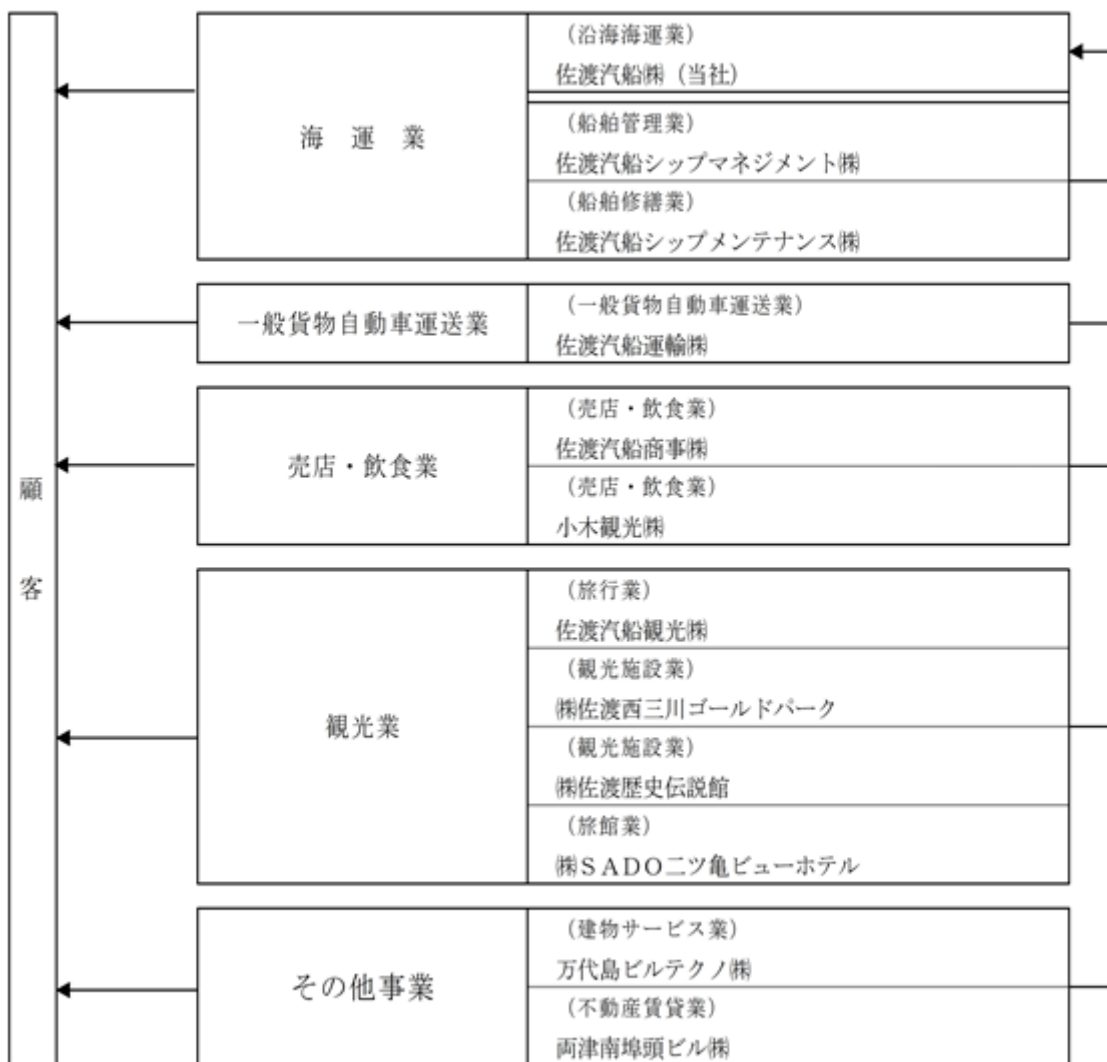 顧客
海運業
（沿海海運業）
佐渡汽船㈱（当社）
（船舶管理業）
佐渡汽船シップマネジメント㈱
（船舶修繕業）
佐渡汽船シップメンテナンス㈱
一般貨物自動車運送業
（一般貨物自動車運送業）
佐渡汽船運輸㈱
売店・飲食業
（売店・飲食業）
佐渡汽船商事㈱
（売店・飲食業）
小木観光㈱
観光業
（旅行業）
佐渡汽船観光㈱
（観光施設業）
㈱佐渡西三川ゴールドパーク
（観光施設業）
㈱佐渡歴史伝説館
（旅館業）
㈱ＳＡＤＯ二ツ亀ビューホテル
その他事業
（建物サービス業）
万代島ビルテクノ㈱
（不動産賃貸業）
両津南埠頭ビル㈱